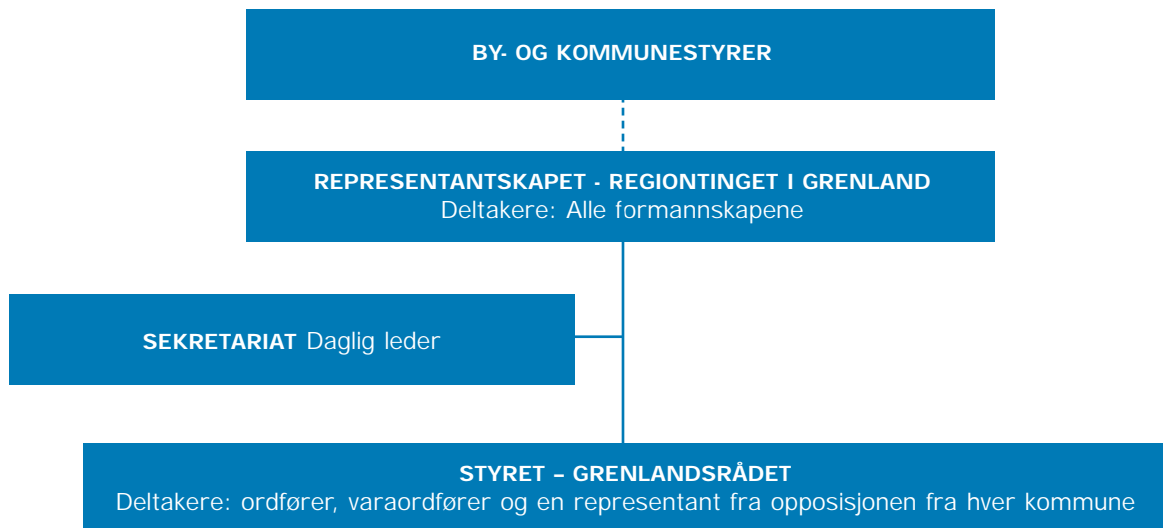 BY- OG KOMMUNESTYRER
REPRESENTANTSKAPET - REGIONTINGET I GRENLAND
Deltakere: Alle formannskapene
SEKRETARIAT Daglig leder
STYRET – GRENLANDSRÅDET
Deltakere: ordfører, varaordfører og en representant fra opposisjonen fra hver kommune